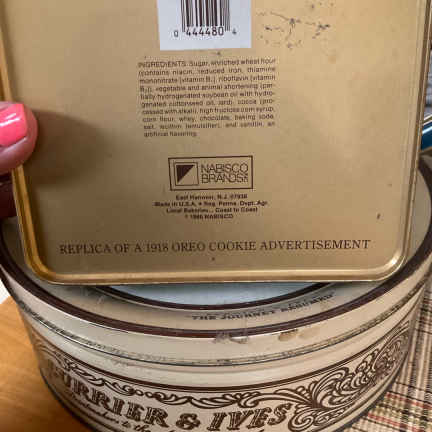 0 444480 4
INGREDIENTS: Sugar, enriched wheat flour
(contains niacin, reduced iron, thiamine
mononitrate [vitamin B₁], riboflavin [vitamin
B₂]), vegetable and animal shortening (par-
tially hydrogenated soybean oil with hydro-
genated cottonseed oil, lard), cocoa (pro-
cessed with alkali), high fructose corn syrup,
corn flour, whey, chocolate, baking soda,
salt, lecithin (emulsifier), and vanillin, an
artificial flavoring.
NABISCO
BRANDS
East Hanover, N.J. 07936
Made in U.S.A. • Reg. Penna. Dept. Agr.
Local Bakeries... Coast to Coast
© 1986 NABISCO
REPLICA OF A 1918 OREO COOKIE ADVERTISEMENT
"THE JOURNEY RESUMED"
CURRIER & IVES
to the